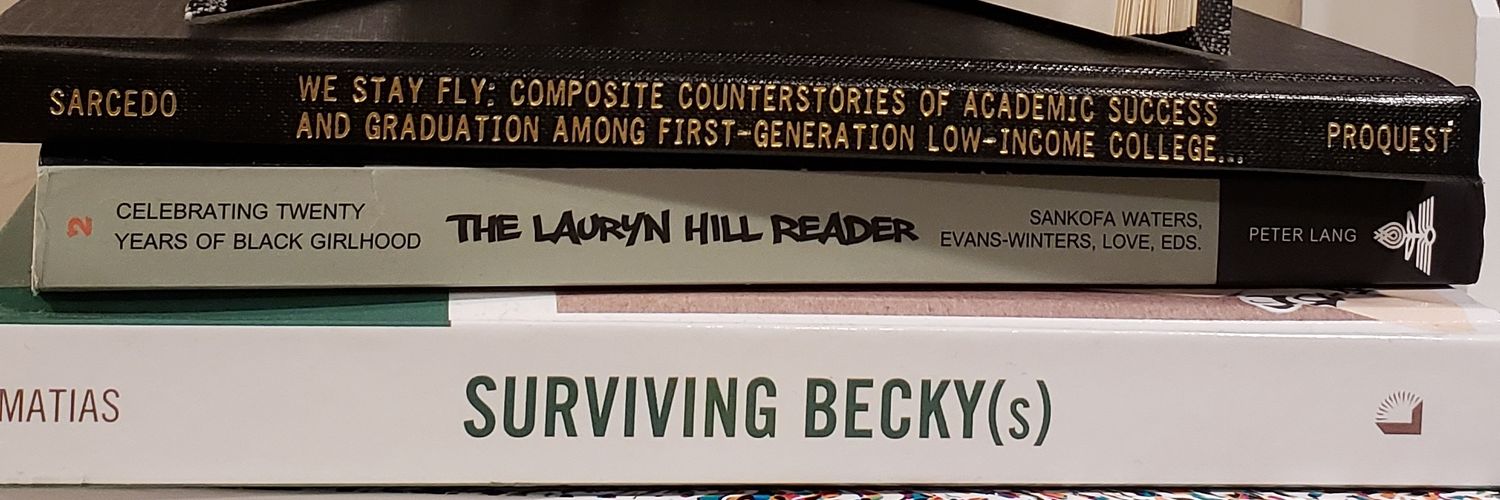 SARCEDO
WE STAY FLY: COMPOSITE COUNTERSTORIES OF ACADEMIC SUCCESS
AND GRADUATION AMONG FIRST-GENERATION LOW-INCOME COLLEGE...
PROQUEST
2
CELEBRATING TWENTY
YEARS OF BLACK GIRLHOOD
THE LAURYN HILL READER
SANKOFA WATERS,
EVANS-WINTERS, LOVE, EDS.
PETER LANG
MATIAS
SURVIVING BECKY(s)